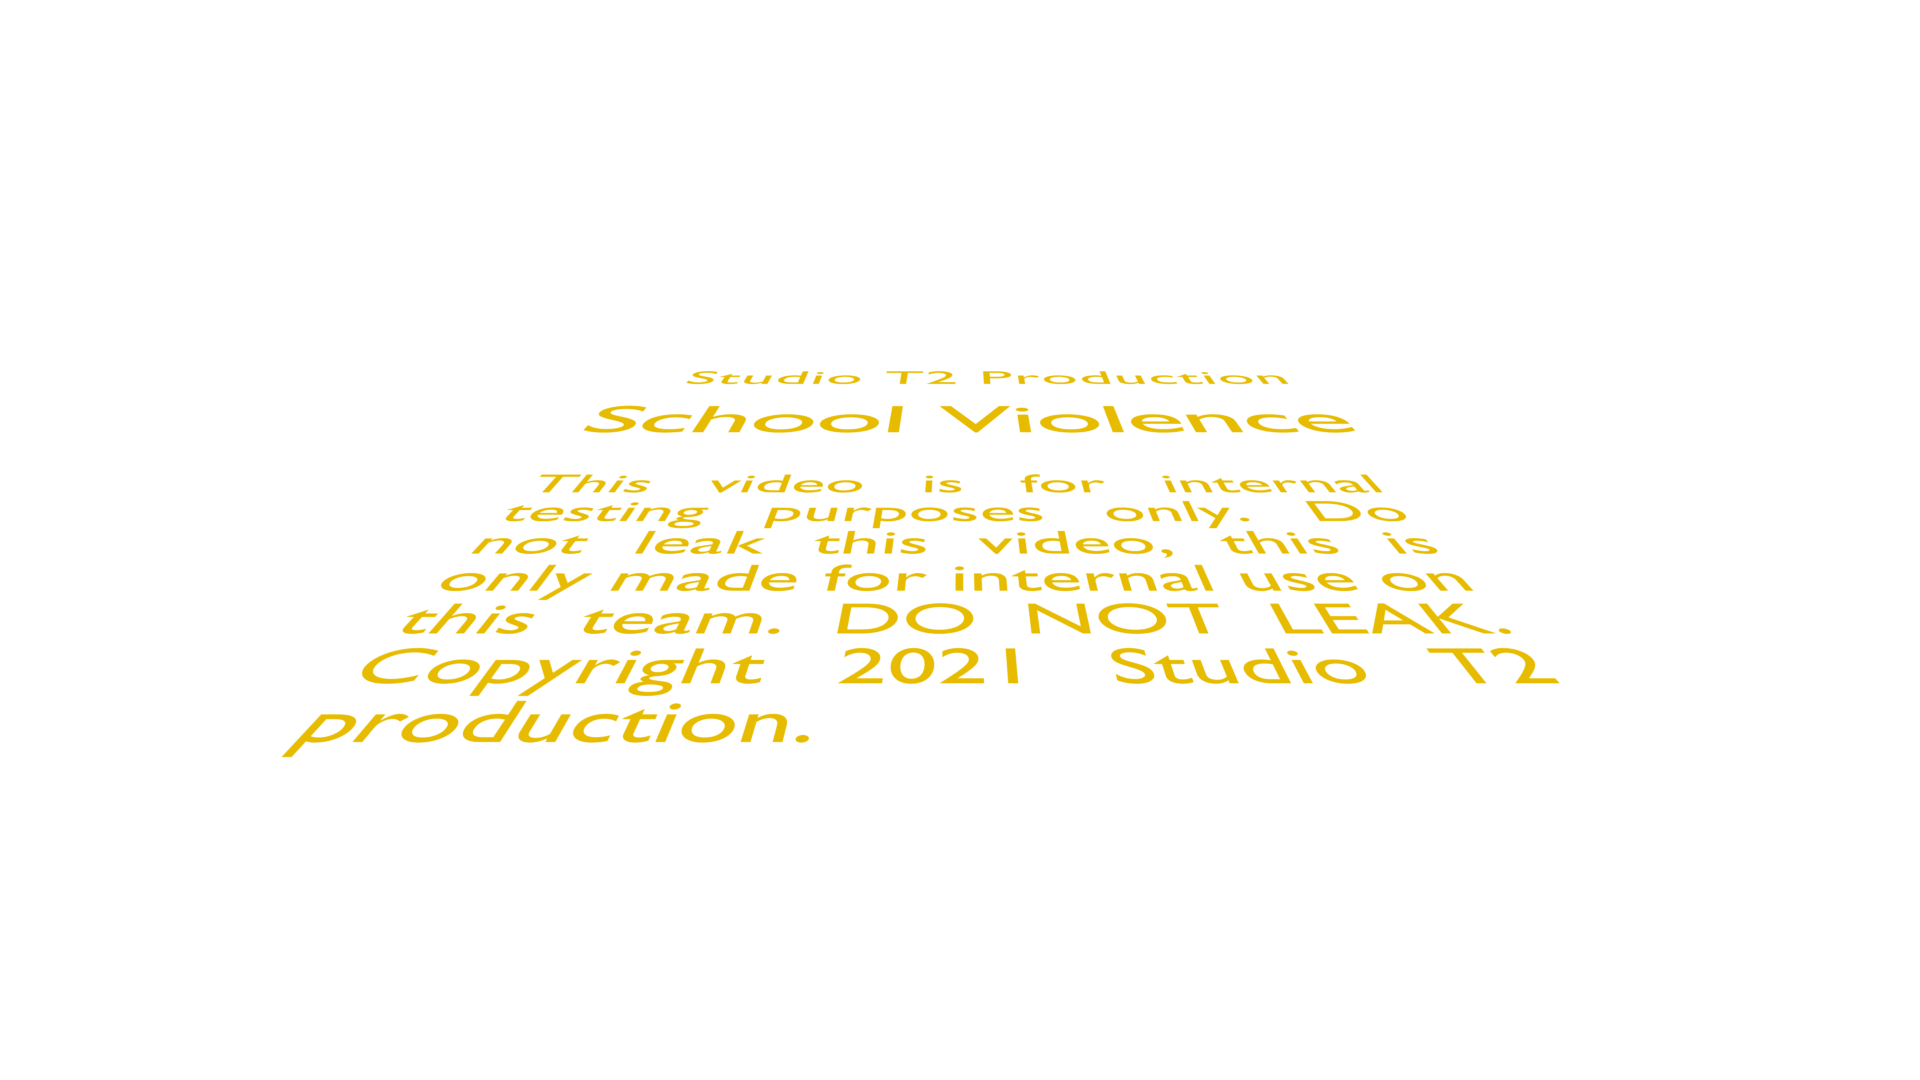 Studio T2 Production
School Violence
This video is for internal
testing purposes only. Do
not leak this video, this is
only made for internal use on
this team. DO NOT LEAK.
Copyright 2021 Studio T2
production.